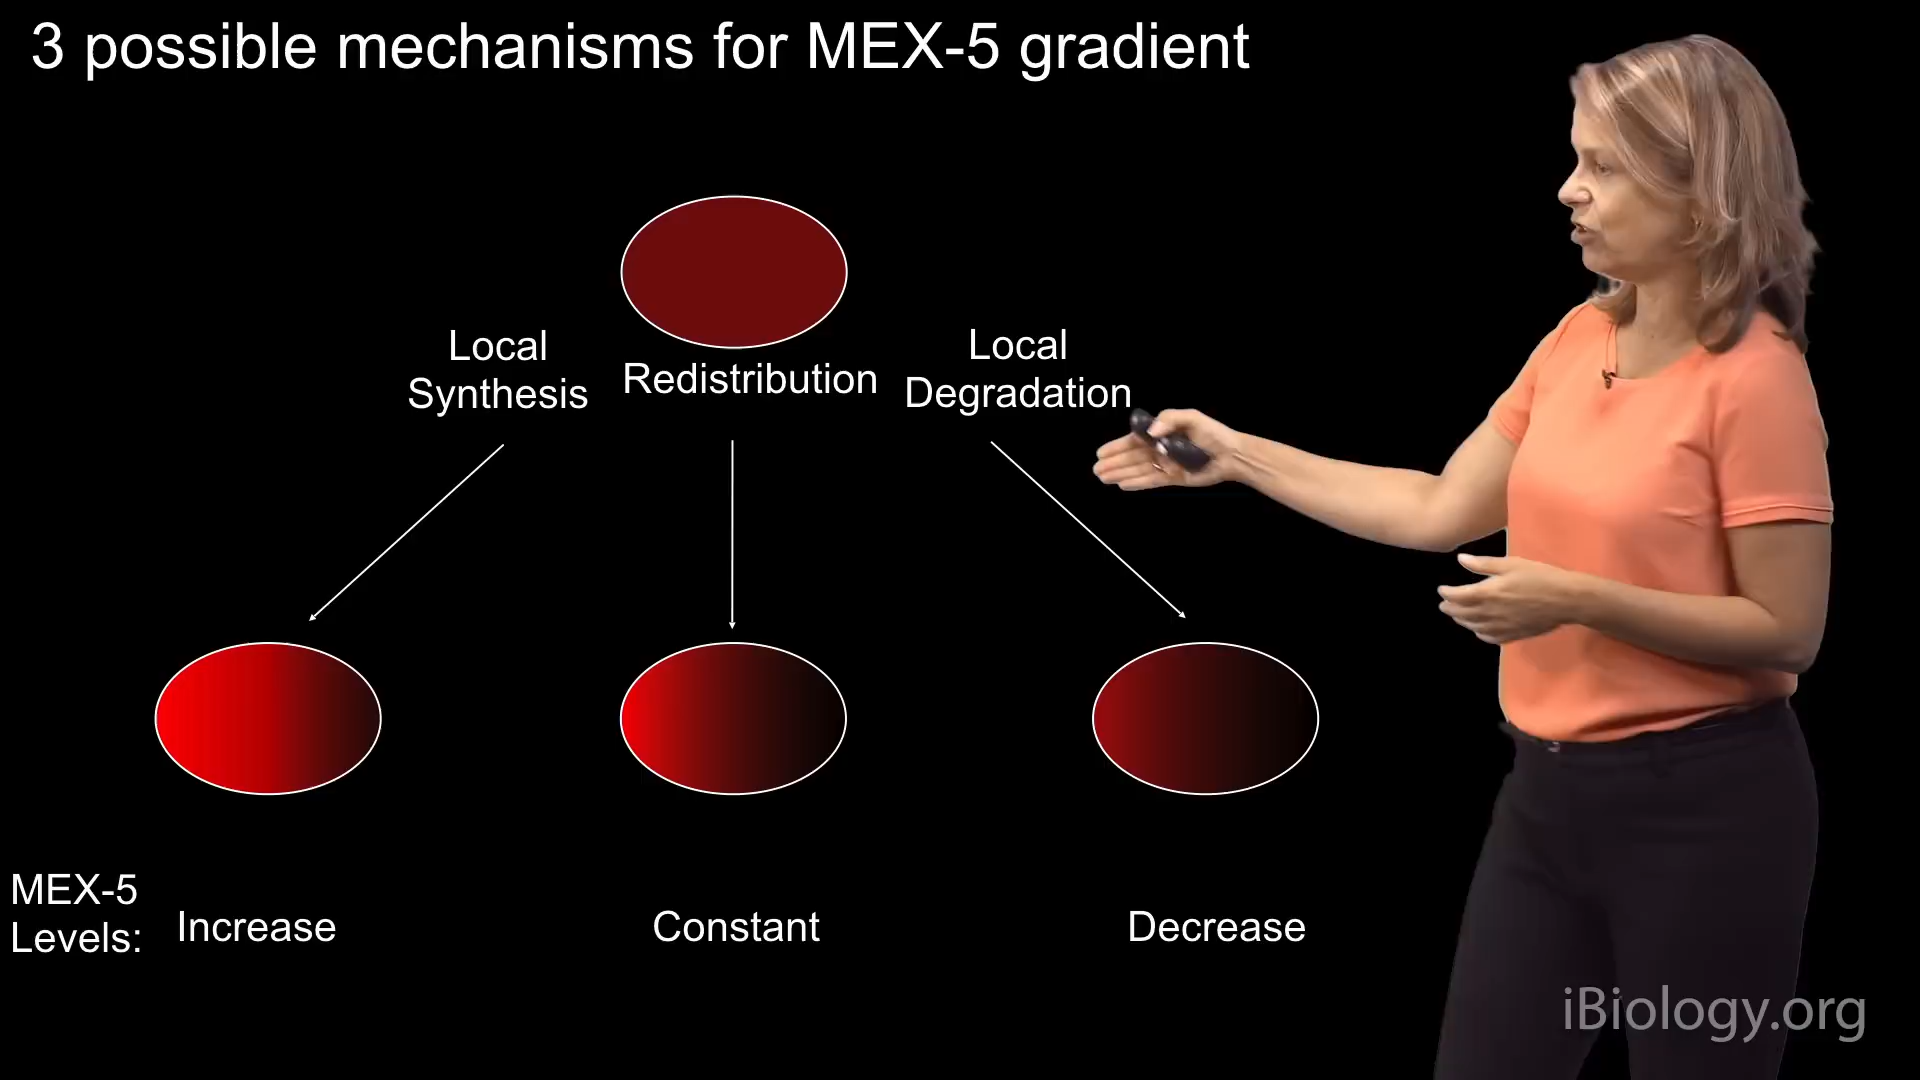 3 possible mechanisms for MEX-5 gradient
Local
Synthesis
Redistribution
Local
Degradation
MEX-5
Levels:
Increase
Constant
Decrease
iBiology.org